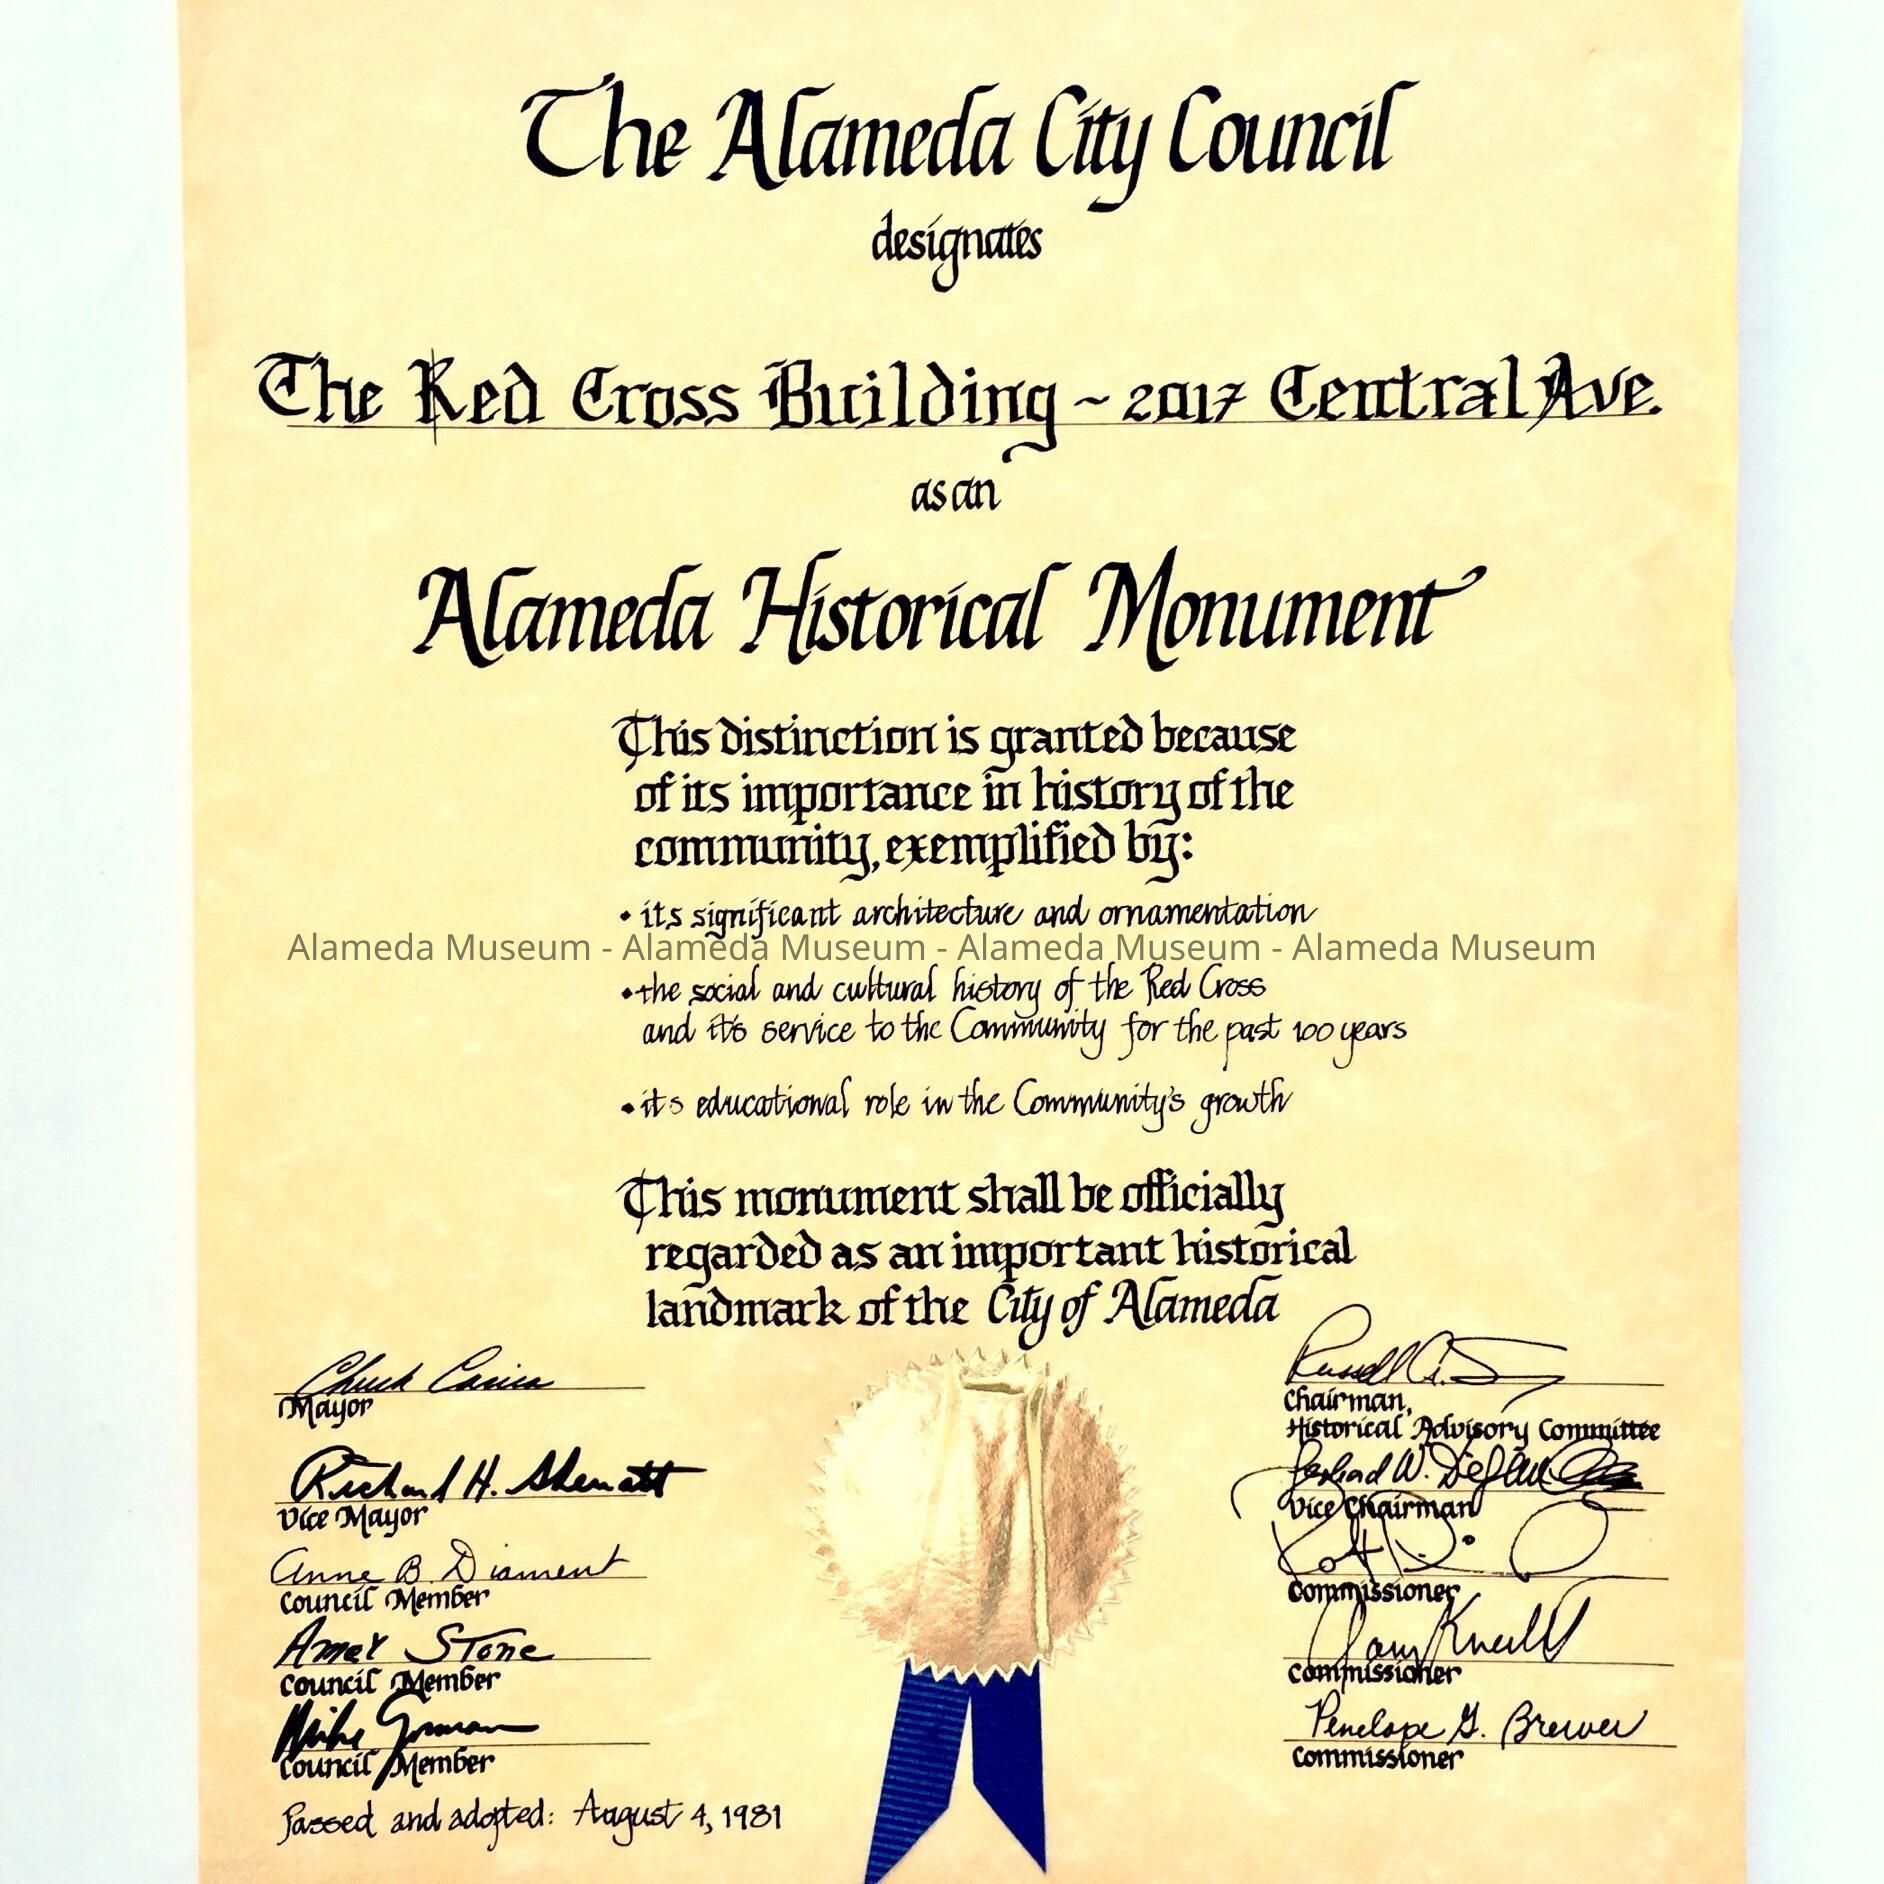 The Alameda City Council
designates
The Red Cross Building ~ 2017 Central Ave.
as an
Alameda Historical Monument
This distinction is granted because
of its importance in history of the
community, exemplified by:
• its significant architecture and ornamentation
Alameda Museum - Alameda Museum - Alameda Museum - Alameda Museum
• the social and cultural history of the Red Cross
and it's service to the Community for the past 100 years
• its educational role in the Community's growth
This monument shall be officially
regarded as an important historical
landmark of the City of Alameda
Chuck Corica
Mayor
Richard H. Sherratt
Vice Mayor
Anne B. Diament
Council Member
Council Member
Mike Gorman
Council Member
Passed and adopted: August 4, 1981
Russell
Chairman,
Historical Advisory Committee
W.
Vice Chairman
Commissioner
Commissioner
Penelope G. Brewer
Commissioner